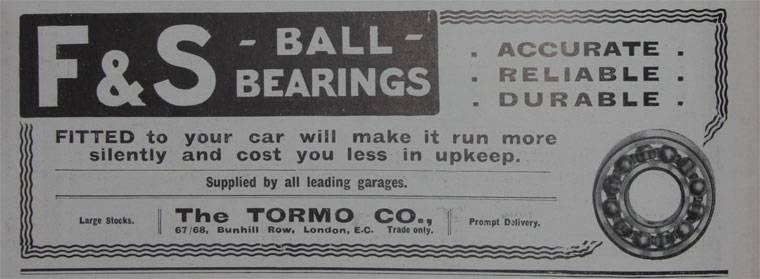 F & S - BALL -
BEARINGS
. ACCURATE .
. RELIABLE .
. DURABLE .
FITTED to your car will make it run more
silently and cost you less in upkeep.
Supplied by all leading garages.
Large Stocks.
The TORMO CO.,
67/68, Bunhill Row, London, E.C. Trade only.
Prompt Delivery.